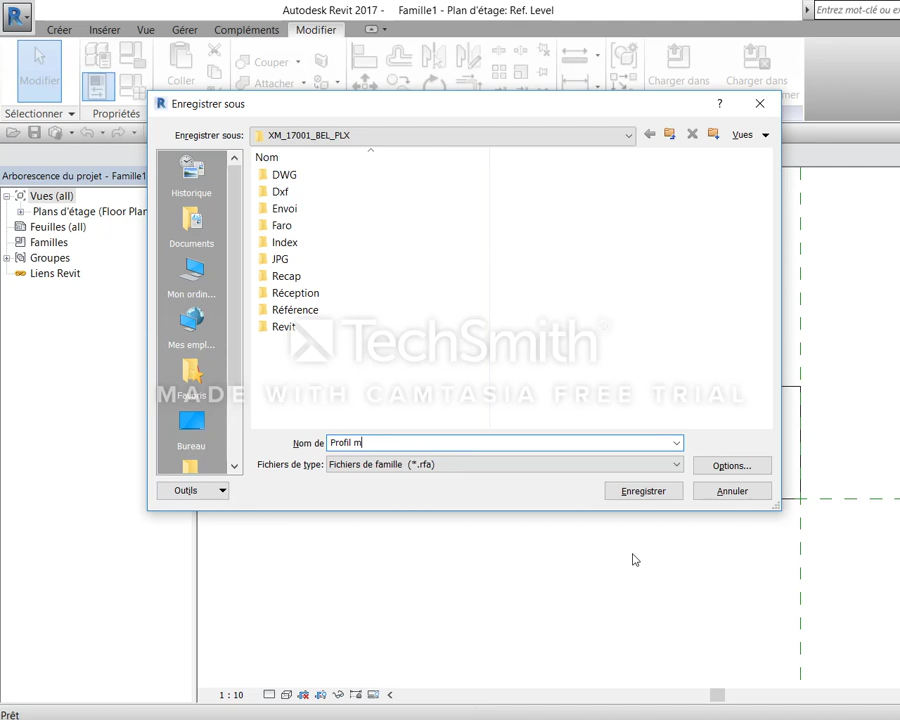 Autodesk Revit 2017 - Famille1 - Plan d'étage: Ref. Level
Entrez mot-clé ou
Créer Insérer Vue Gérer Compléments Modifier
Modifier
Coller
Couper
Attacher
Charger dans Charger dans
Sélectionner Propriétés
Enregistrer sous
Enregistrer sous: XM_17001_BEL_PLX Vues
Arborescence du projet - Famille1
Vues (all)
Plans d'étage (Floor Plan
Feuilles (all)
Familles
Groupes
Liens Revit
Historique
Documents
Mon ordin...
Mes empl...
Favoris
Bureau
Nom
DWG
Dxf
Envoi
Faro
Index
JPG
Recap
Réception
Référence
Revit
TechSmith
MADE WITH CAMTASIA FREE TRIAL
Nom de Profil m
Fichiers de type: Fichiers de famille (*.rfa) Options...
Outils Enregistrer Annuler
1 : 10
Prêt